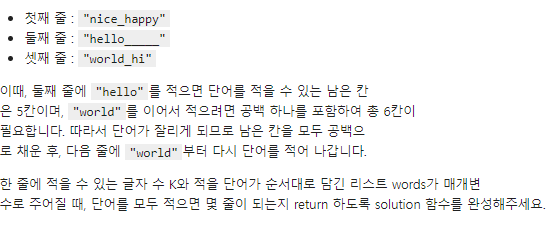 첫째 줄 : "nice_happy"
둘째 줄 : "hello_____"
셋째 줄 : "world_hi"
이때, 둘째 줄에 "hello"를 적으면 단어를 적을 수 있는 남은 칸
은 5칸이며, "world"를 이어서 적으려면 공백 하나를 포함하여 총 6칸이
필요합니다. 따라서 단어가 잘리게 되므로 남은 칸을 모두 공백으
로 채운 후, 다음 줄에 "world"부터 다시 단어를 적어 나갑니다.
한 줄에 적을 수 있는 글자 수 K와 적을 단어가 순서대로 담긴 리스트 words가 매개변
수로 주어질 때, 단어를 모두 적으면 몇 줄이 되는지 return 하도록 solution 함수를 완성해주세요.